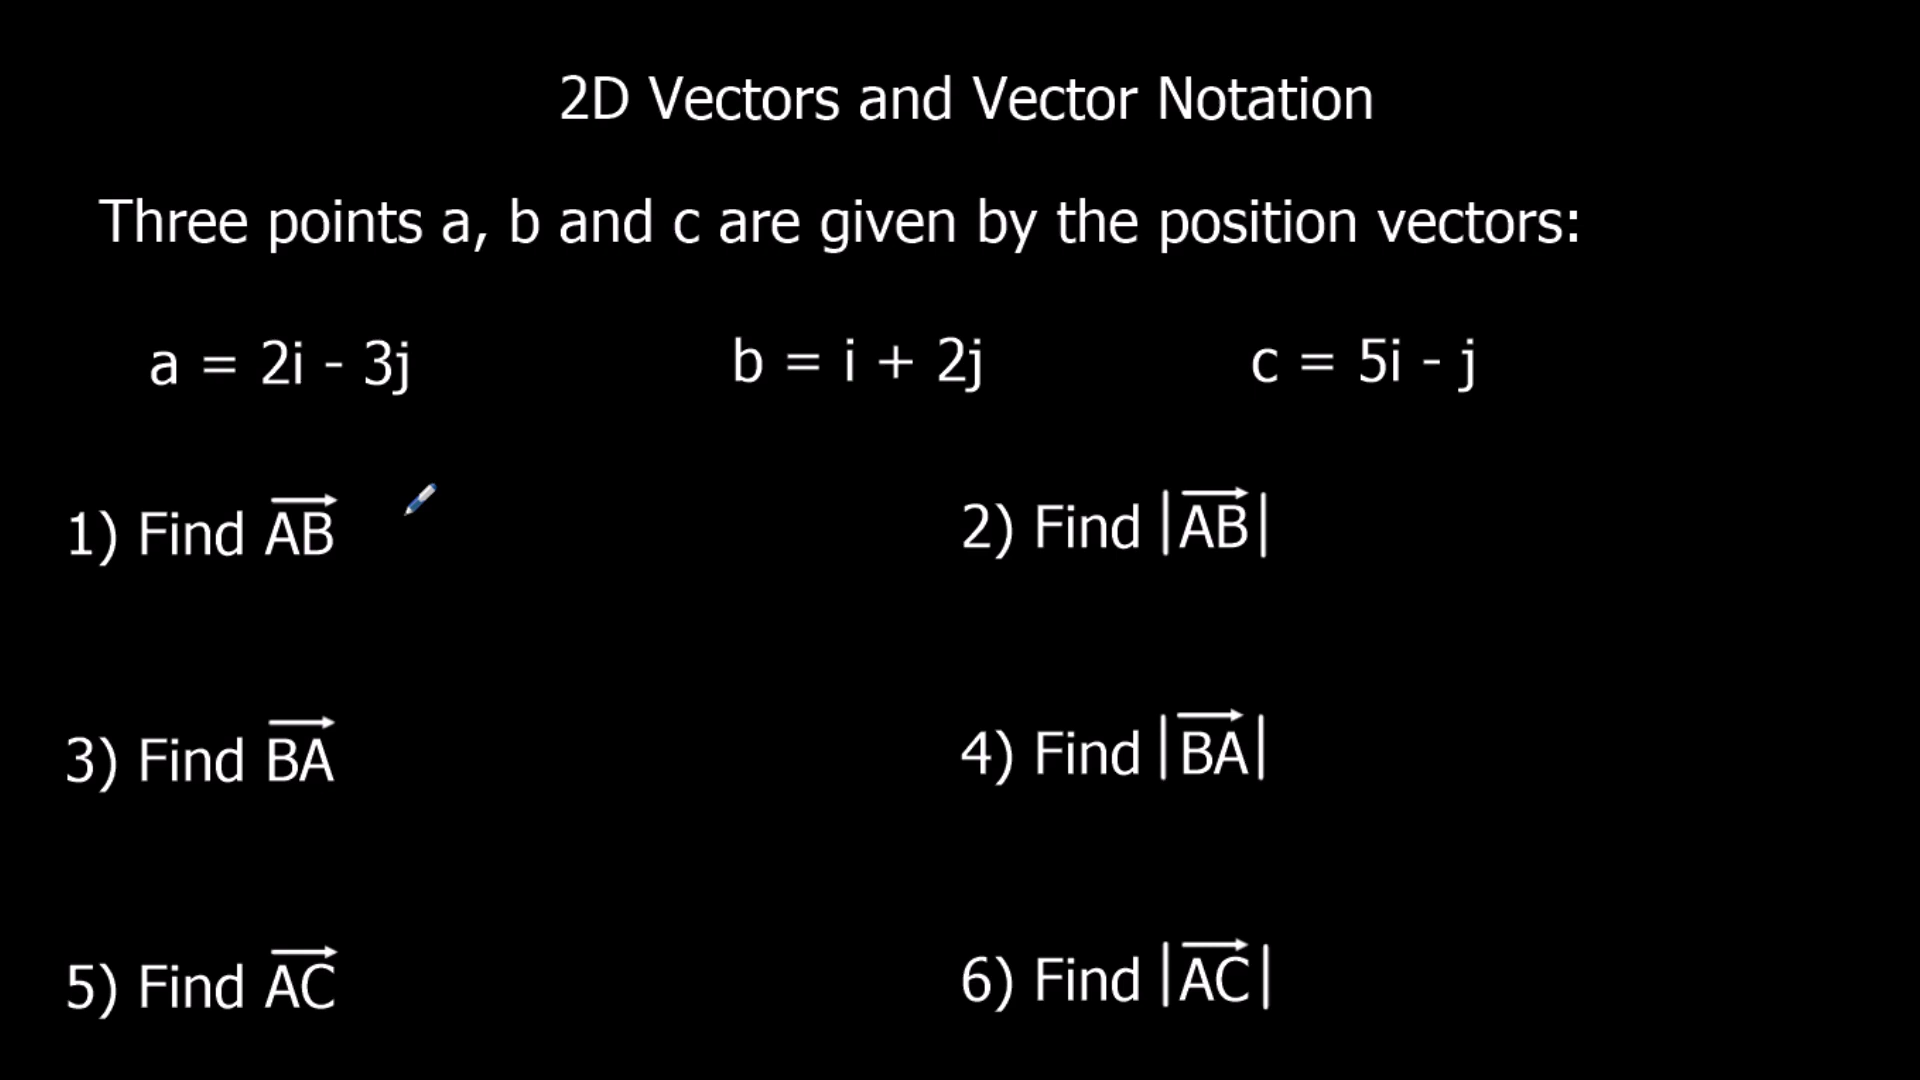 2D Vectors and Vector Notation
Three points a, b and c are given by the position vectors:
a = 2i - 3j
b = i + 2j
c = 5i - j
1) Find AB
2) Find |AB|
3) Find BA
4) Find |BA|
5) Find AC
6) Find |AC|